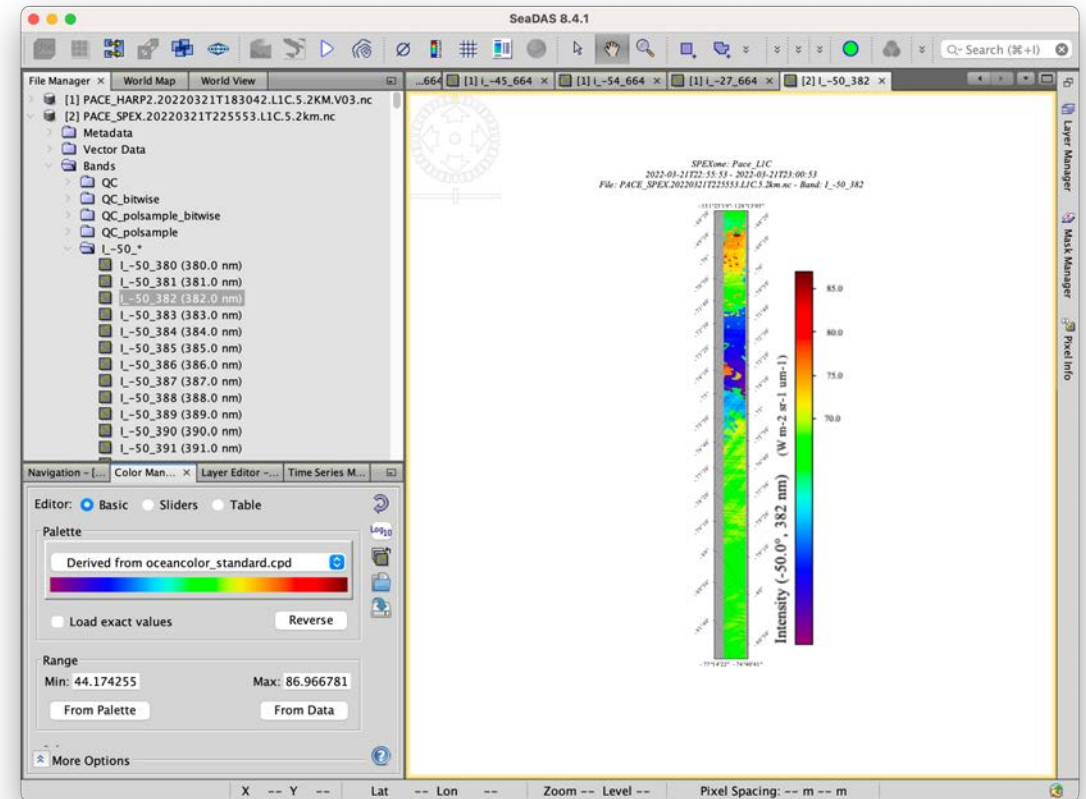 SeaDAS 8.4.1
Search (⌘+I)
File Manager × World Map World View
...664 [1] i_-45_664 × [1] i_-54_664 × [1] i_-27_664 × [2] I_-50_382 ×
[1] PACE_HARP2.20220321T183042.L1C.5.2KM.V03.nc
[2] PACE_SPEX.20220321T225553.L1C.5.2km.nc
Metadata
Vector Data
Bands
QC
QC_bitwise
QC_polsample_bitwise
QC_polsample
I_-50_*
I_-50_380 (380.0 nm)
I_-50_381 (381.0 nm)
I_-50_382 (382.0 nm)
I_-50_383 (383.0 nm)
I_-50_384 (384.0 nm)
I_-50_385 (385.0 nm)
I_-50_386 (386.0 nm)
I_-50_387 (387.0 nm)
I_-50_388 (388.0 nm)
I_-50_389 (389.0 nm)
I_-50_390 (390.0 nm)
I_-50_391 (391.0 nm)
Navigation - [... Color Man... × Layer Editor -... Time Series M...
Editor: Basic Sliders Table
Palette
Log10
Derived from oceancolor_standard.cpd
Load exact values Reverse
Range
Min: 44.174255 Max: 86.966781
From Palette From Data
More Options
SPEXone: Pace_L1C
2022-03-21T22:55:53 - 2022-03-21T23:00:53
File: PACE_SPEX.20220321T225553.L1C.5.2km.nc - Band: I_-50_382
85.0
80.0
75.0
70.0
Intensity (-50.0°, 382 nm) (W m-2 sr-1 um-1)
Layer Manager
Mask Manager
Pixel Info
X -- Y -- Lat -- Lon -- Zoom -- Level -- Pixel Spacing: -- m -- m